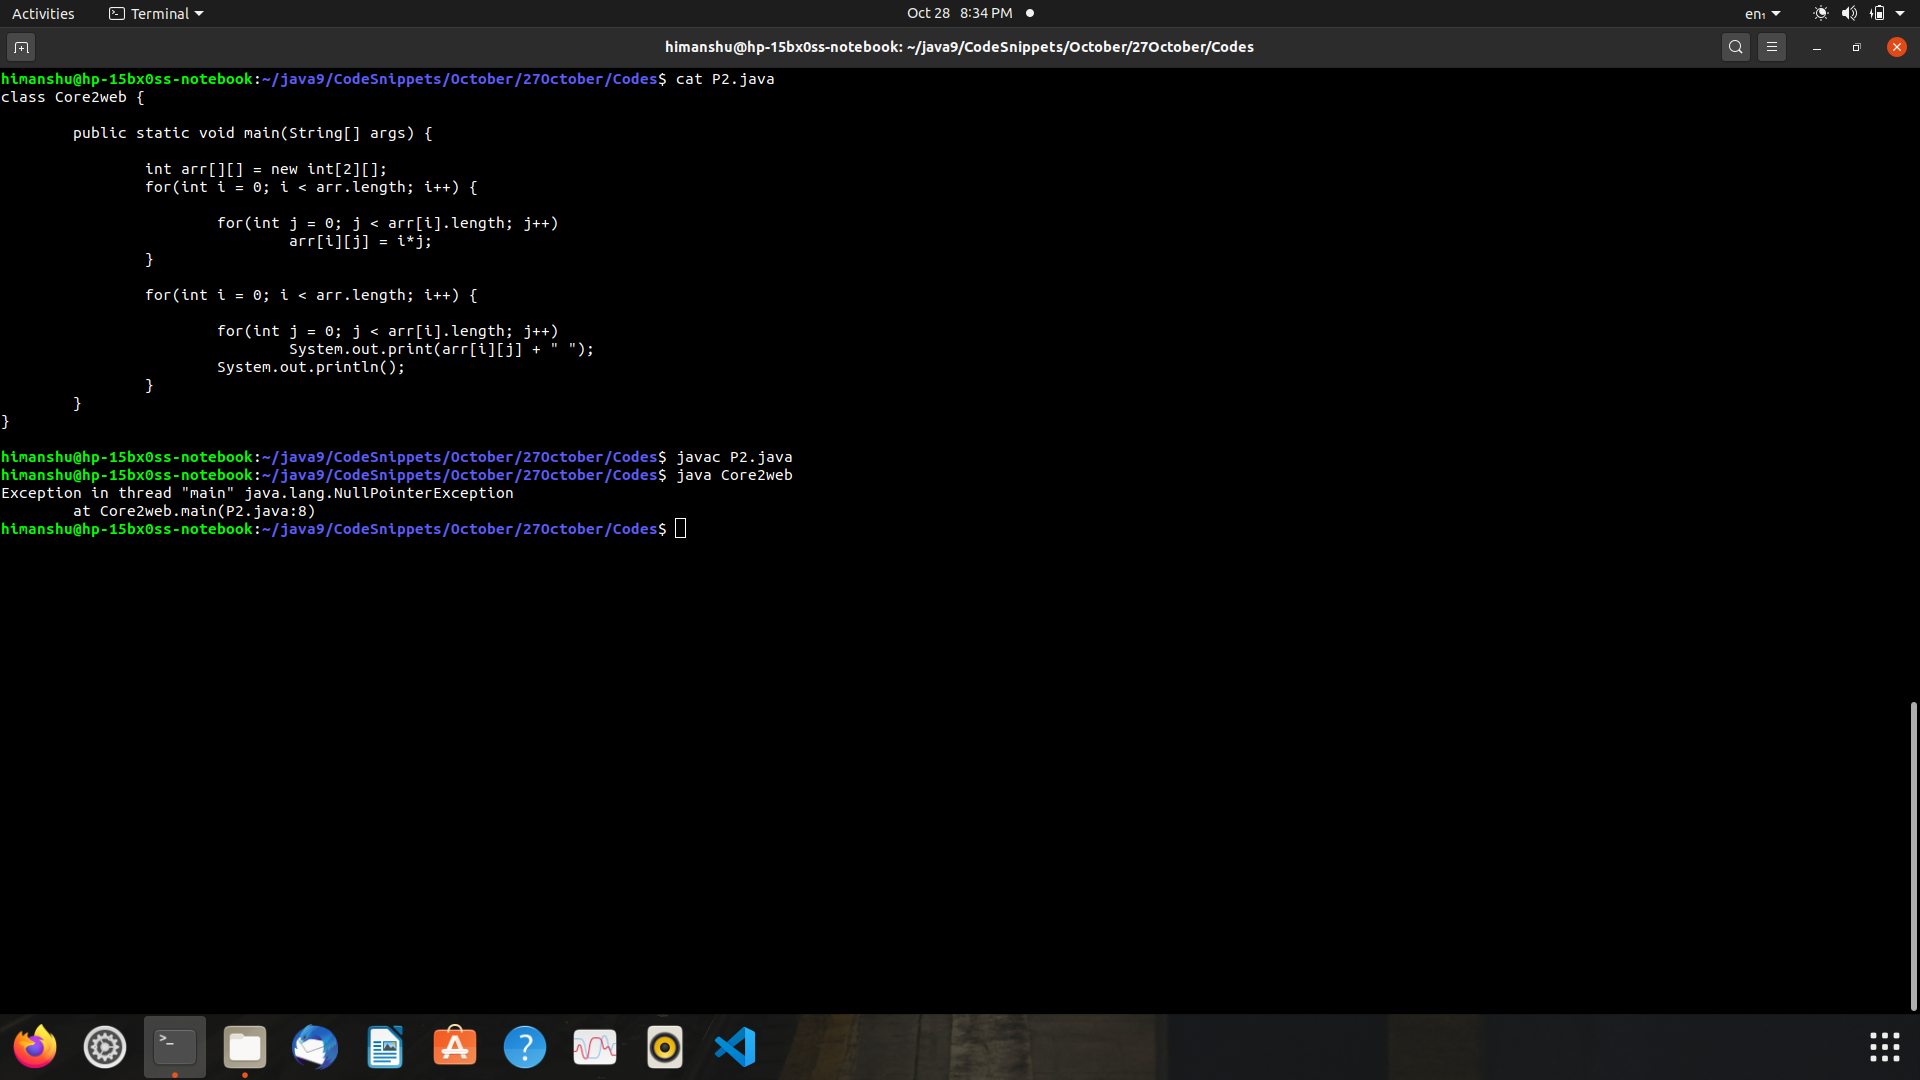 Activities Terminal Oct 28 8:34 PM en₁
himanshu@hp-15bx0ss-notebook: ~/java9/CodeSnippets/October/27October/Codes
himanshu@hp-15bx0ss-notebook:~/java9/CodeSnippets/October/27October/Codes$ cat P2.java
class Core2web {
public static void main(String[] args) {
int arr[][] = new int[2][];
for(int i = 0; i < arr.length; i++) {
for(int j = 0; j < arr[i].length; j++)
arr[i][j] = i*j;
}
for(int i = 0; i < arr.length; i++) {
for(int j = 0; j < arr[i].length; j++)
System.out.print(arr[i][j] + " ");
System.out.println();
}
}
}
himanshu@hp-15bx0ss-notebook:~/java9/CodeSnippets/October/27October/Codes$ javac P2.java
himanshu@hp-15bx0ss-notebook:~/java9/CodeSnippets/October/27October/Codes$ java Core2web
Exception in thread "main" java.lang.NullPointerException
at Core2web.main(P2.java:8)
himanshu@hp-15bx0ss-notebook:~/java9/CodeSnippets/October/27October/Codes$